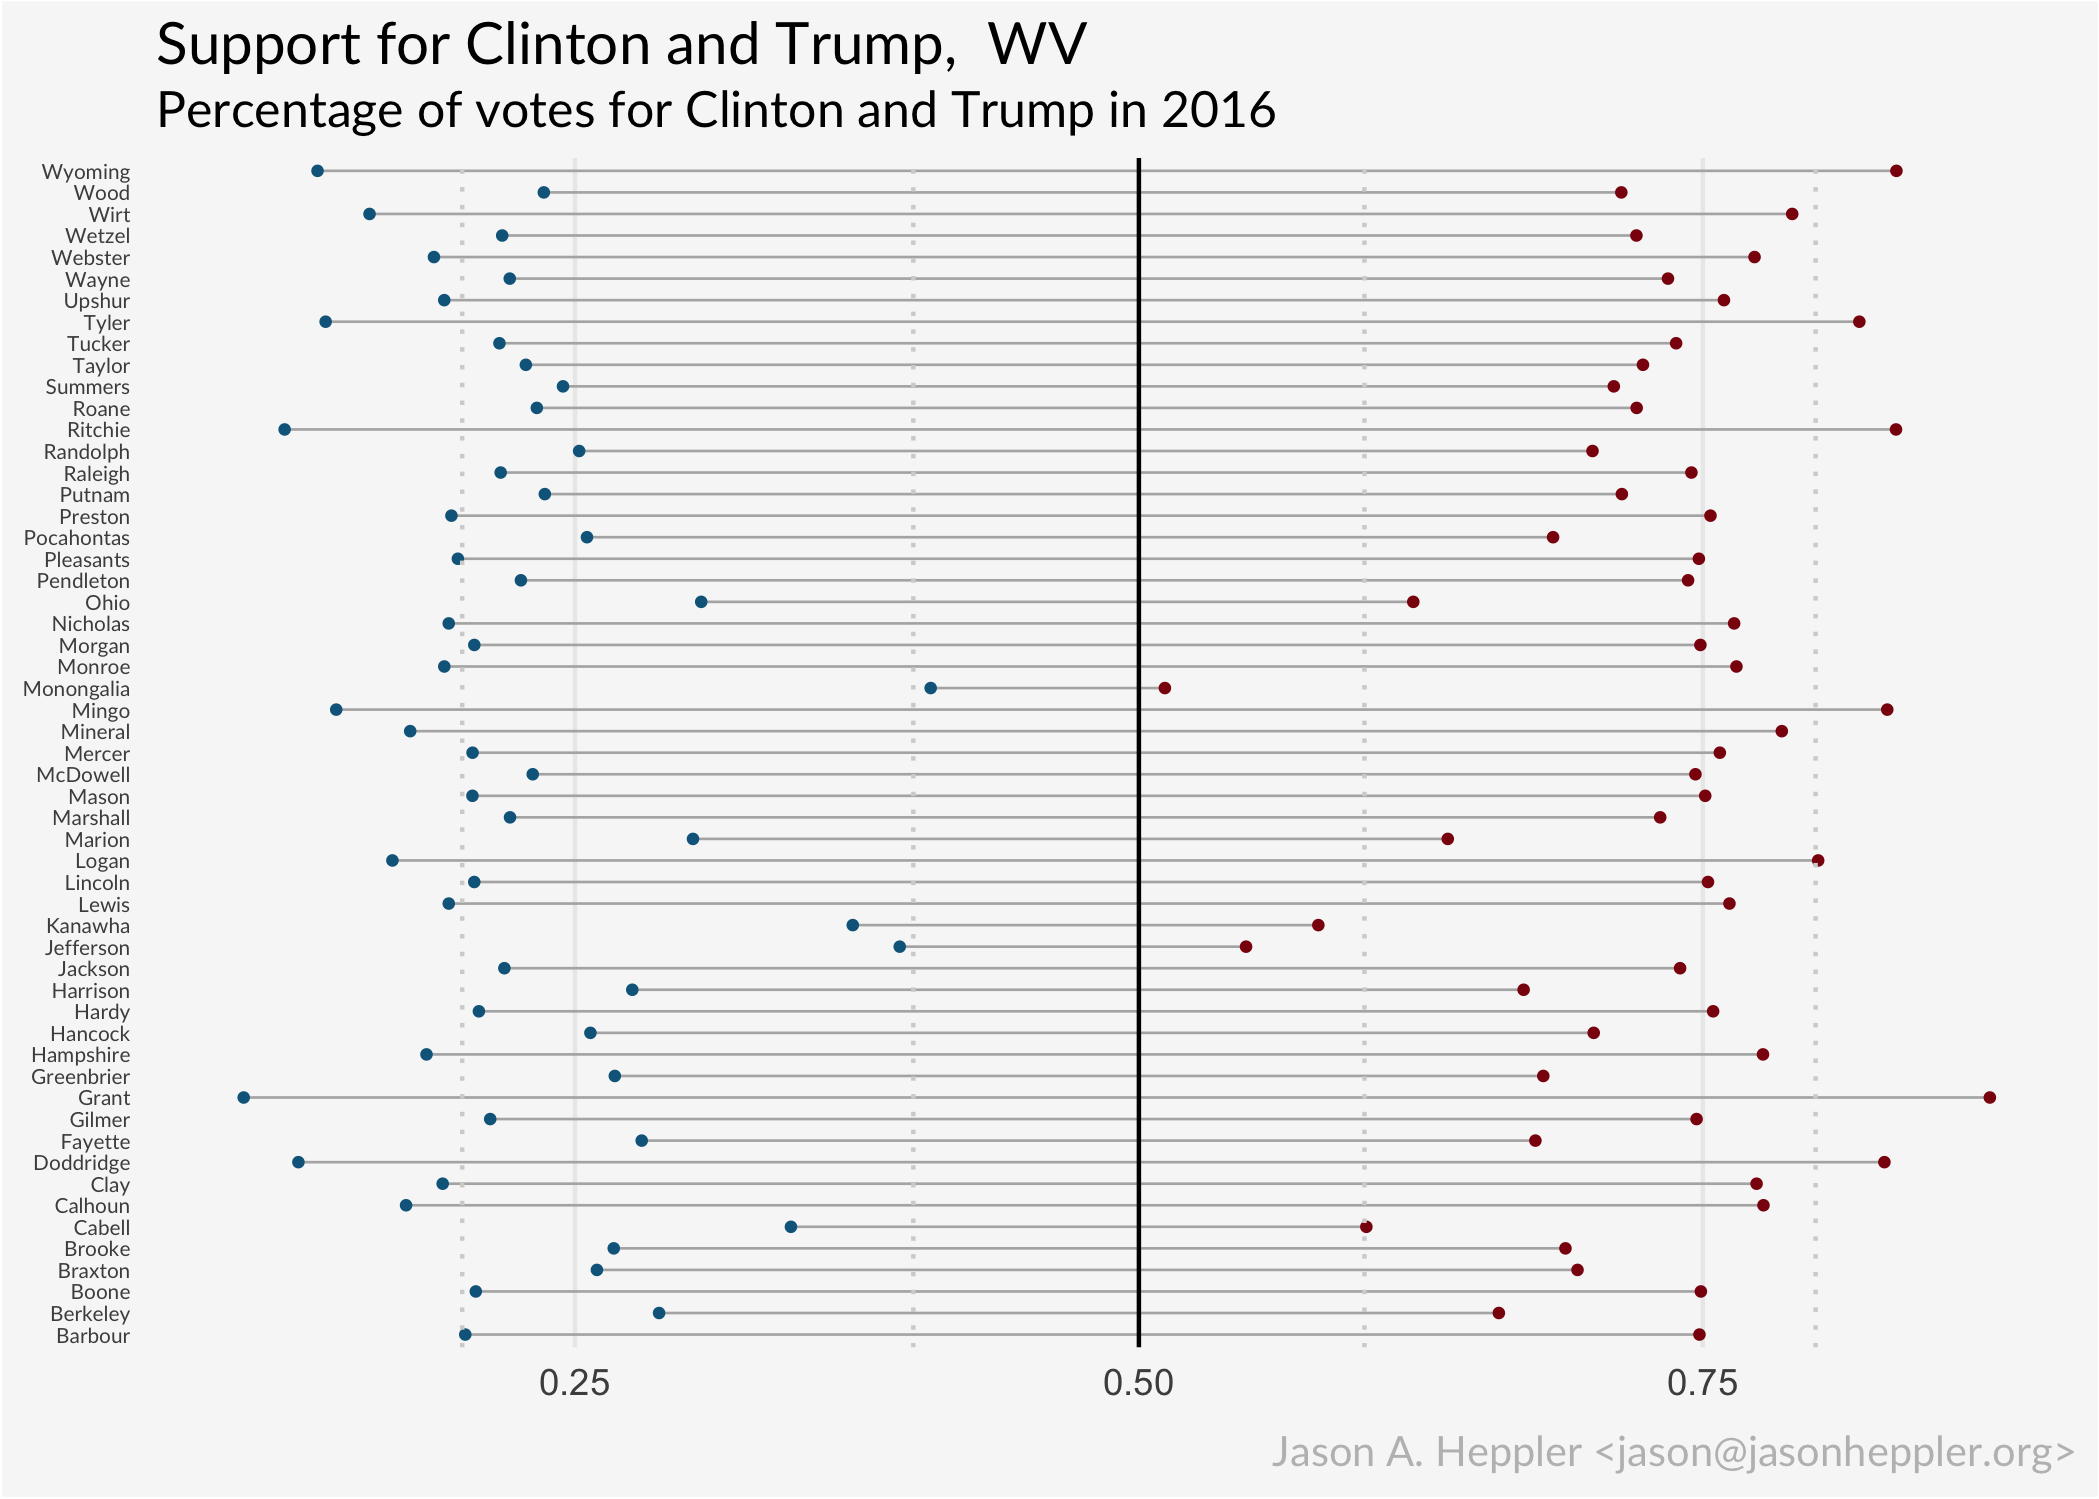 Support for Clinton and Trump,  WV
Percentage of votes for Clinton and Trump in 2016
Wyoming
Wood
Wirt
Wetzel
Webster
Wayne
Upshur
Tyler
Tucker
Taylor
Summers
Roane
Ritchie
Randolph
Raleigh
Putnam
Preston
Pocahontas
Pleasants
Pendleton
Ohio
Nicholas
Morgan
Monroe
Monongalia
Mingo
Mineral
Mercer
McDowell
Mason
Marshall
Marion
Logan
Lincoln
Lewis
Kanawha
Jefferson
Jackson
Harrison
Hardy
Hancock
Hampshire
Greenbrier
Grant
Gilmer
Fayette
Doddridge
Clay
Calhoun
Cabell
Brooke
Braxton
Boone
Berkeley
Barbour
0.25 0.50 0.75
Jason A. Heppler <jason@jasonheppler.org>